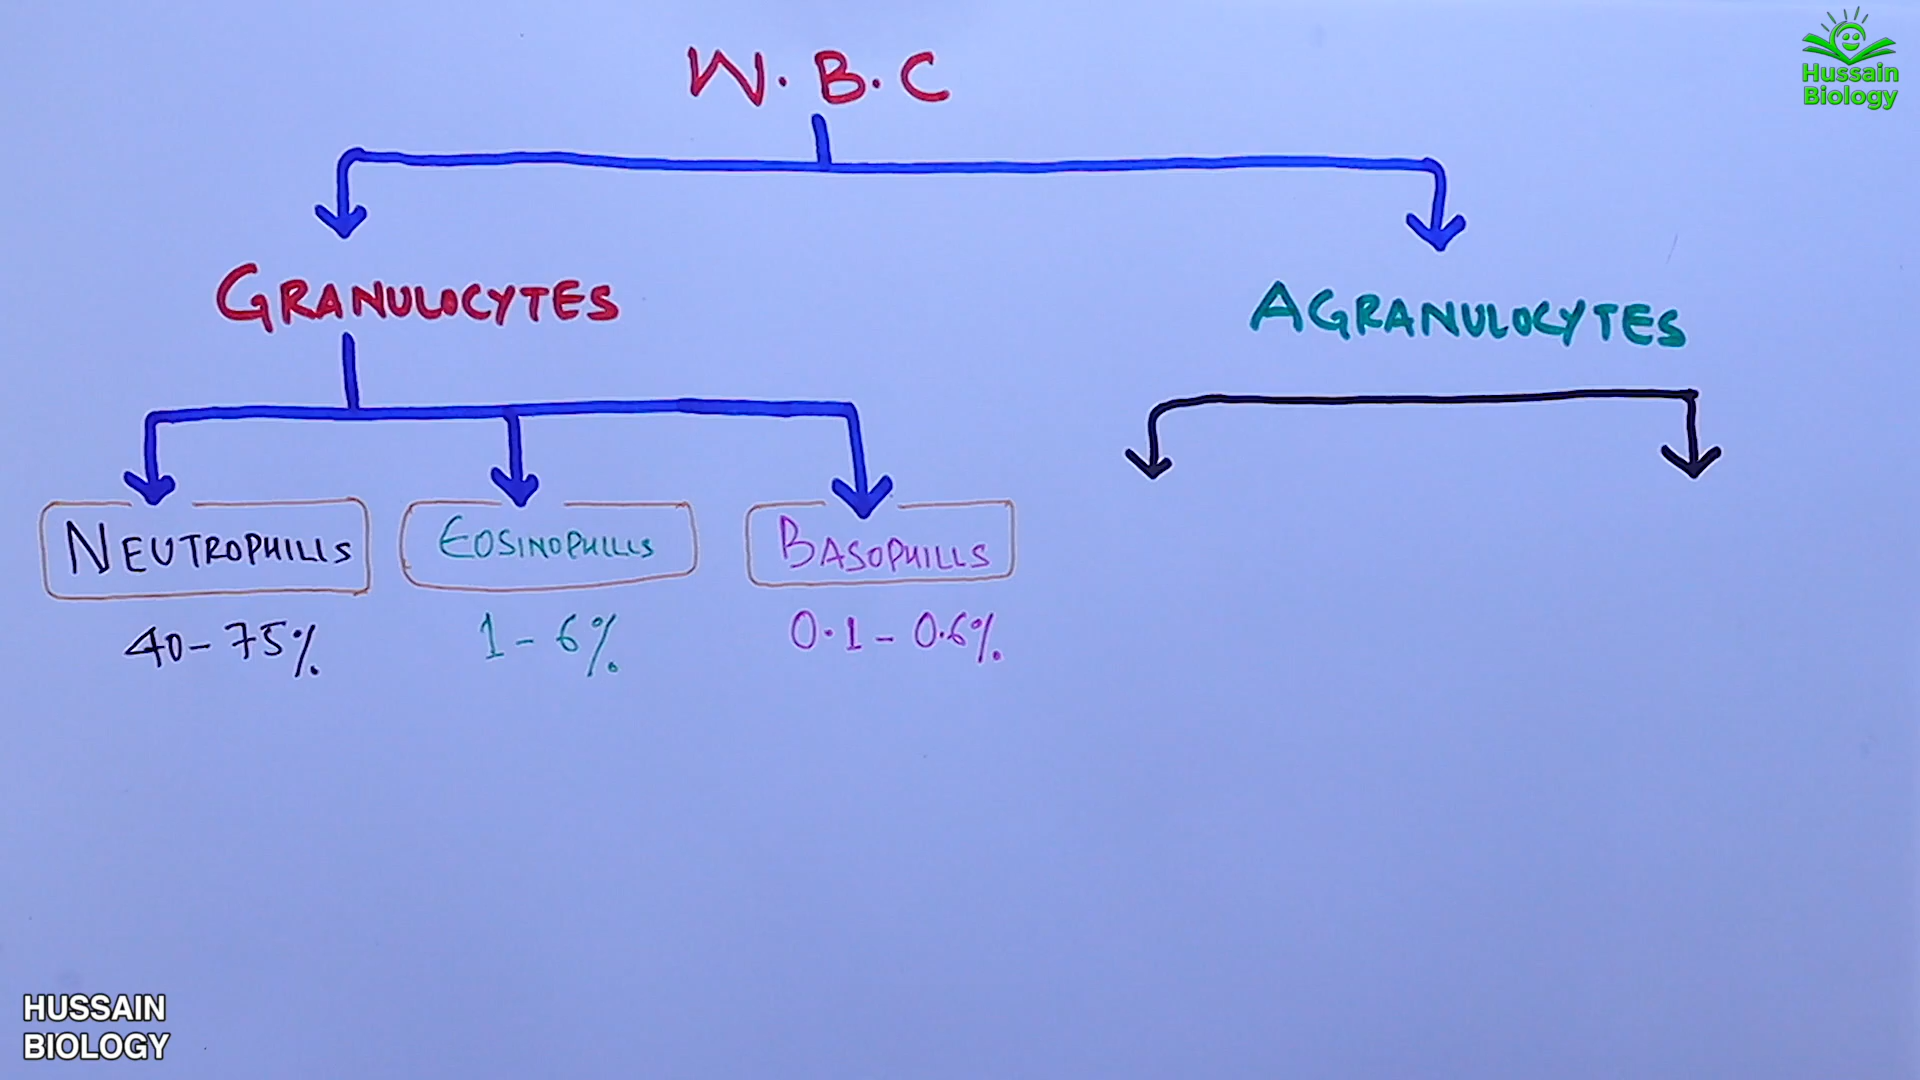 W.B.C
Hussain
Biology
GRANULOCYTES
AGRANULOCYTES
NEUTROPHILLS
EOSINOPHILLS
BASOPHILLS
40-75%
1-6%
0.1-0.6%
HUSSAIN
BIOLOGY